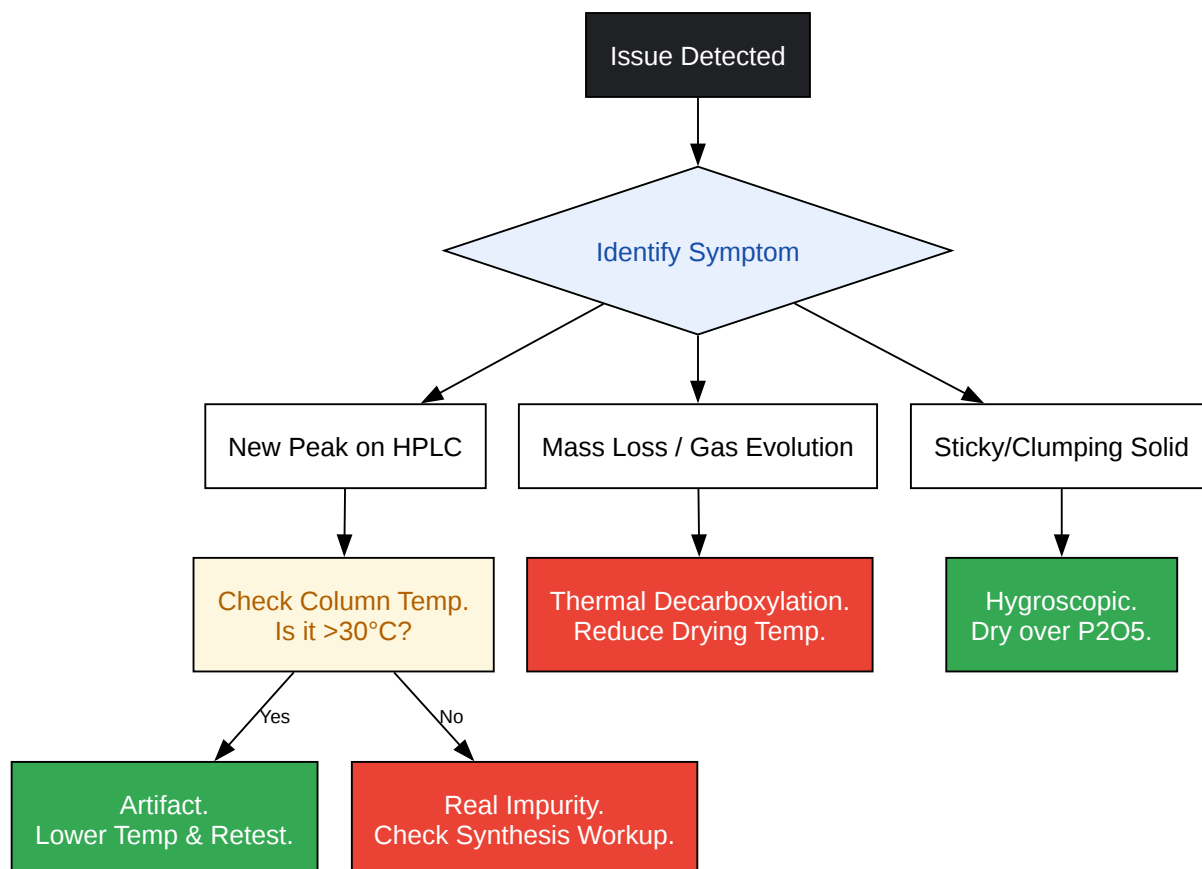 Issue Detected
Identify Symptom
New Peak on HPLC
Mass Loss / Gas Evolution
Sticky/Clumping Solid
Check Column Temp.
Is it >30°C?
Thermal Decarboxylation.
Reduce Drying Temp.
Hygroscopic.
Dry over P2O5.
Yes
No
Artifact.
Lower Temp & Retest.
Real Impurity.
Check Synthesis Workup.